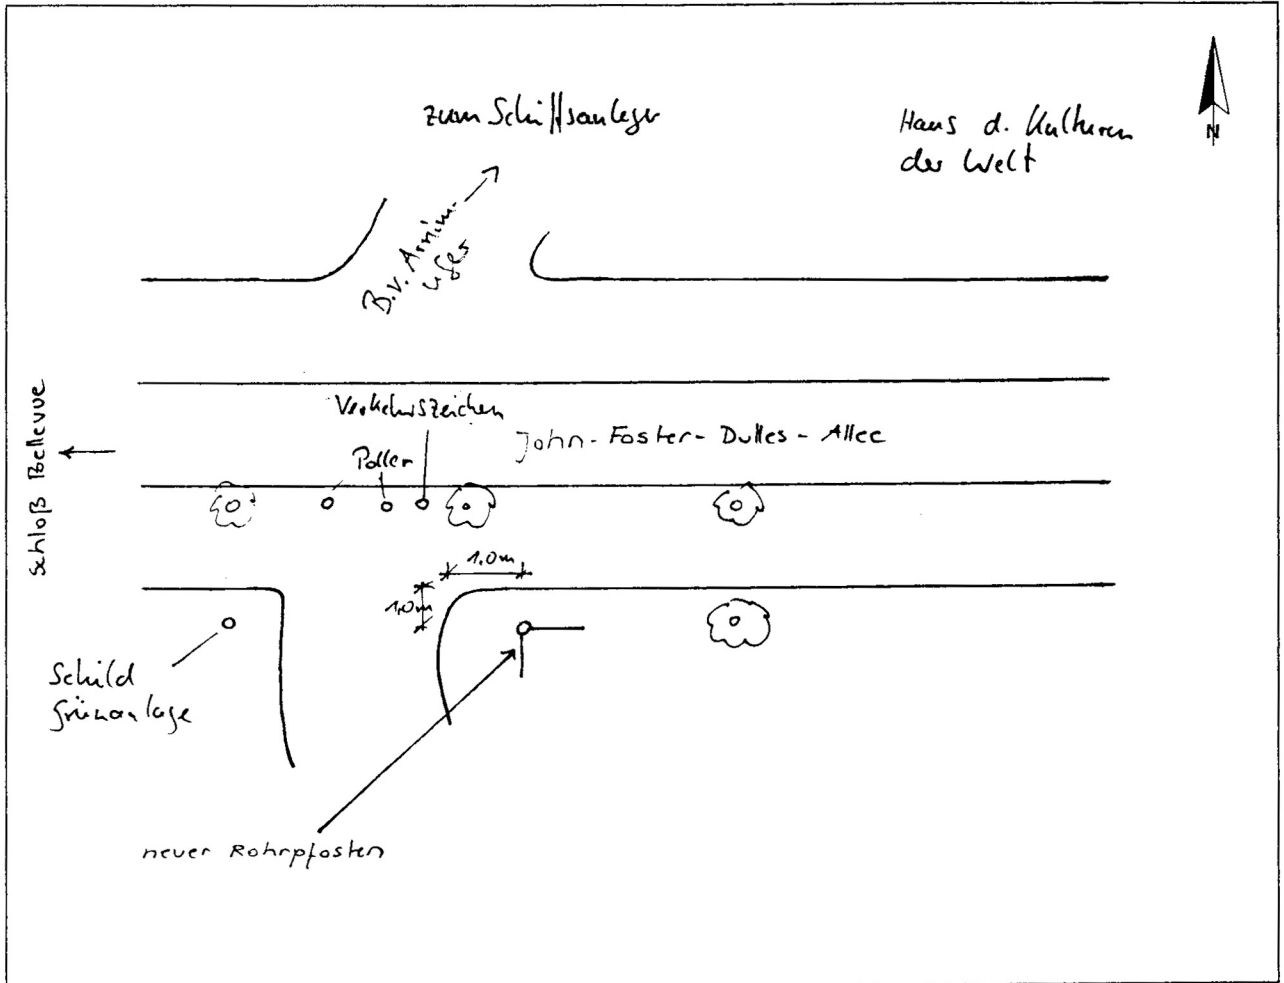 zum Schiffsanleger
Haus d. Kulturen
der Welt
N
B.v. Arnim-
ufer
Schloß Bellevue
Verkehrszeichen
John-Foster-Dulles-Allee
Poller
1.0m
1,0m
Schild
Grünanlage
neuer Rohrpfosten